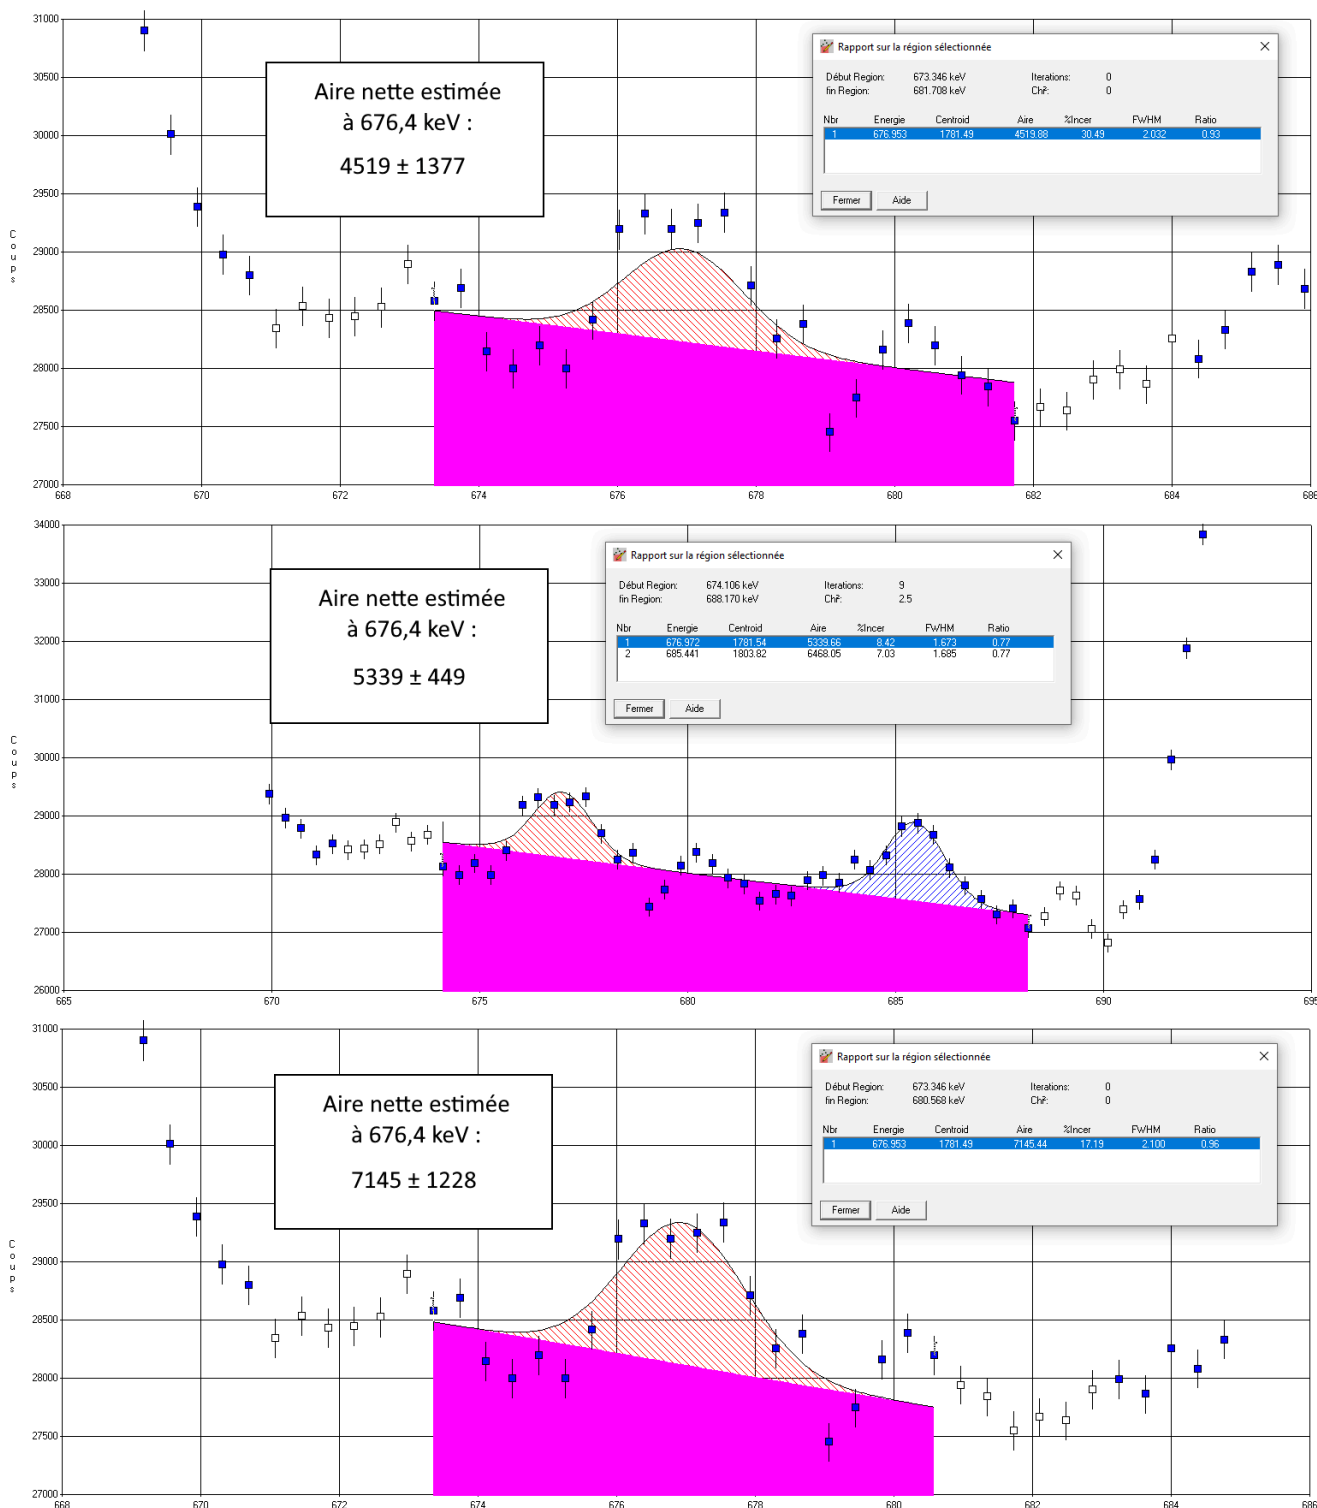 31000
30500
30000
29500
29000
28500
28000
27500
27000
Coups
668 670 672 674 676 678 680 682 684 686
Aire nette estimée
à 676,4 keV :
4519 ± 1377
Rapport sur la région sélectionnée
Début Region: 673.346 keV Iterations: 0
fin Region: 681.708 keV Chi²: 0
Nbr Energie Centroid Aire %Incer FWHM Ratio
1 676.953 1781.49 4519.88 30.49 2.032 0.93
Fermer Aide
34000
33000
32000
31000
30000
29000
28000
27000
26000
Coups
665 670 675 680 685 690 695
Aire nette estimée
à 676,4 keV :
5339 ± 449
Rapport sur la région sélectionnée
Début Region: 674.106 keV Iterations: 9
fin Region: 688.170 keV Chi²: 2.5
Nbr Energie Centroid Aire %Incer FWHM Ratio
1 676.972 1781.54 5339.66 8.42 1.673 0.77
2 685.441 1803.82 6468.05 7.03 1.685 0.77
Fermer Aide
31000
30500
30000
29500
29000
28500
28000
27500
27000
Coups
668 670 672 674 676 678 680 682 684 686
Aire nette estimée
à 676,4 keV :
7145 ± 1228
Rapport sur la région sélectionnée
Début Region: 673.346 keV Iterations: 0
fin Region: 680.568 keV Chi²: 0
Nbr Energie Centroid Aire %Incer FWHM Ratio
1 676.953 1781.49 7145.44 17.19 2.100 0.96
Fermer Aide